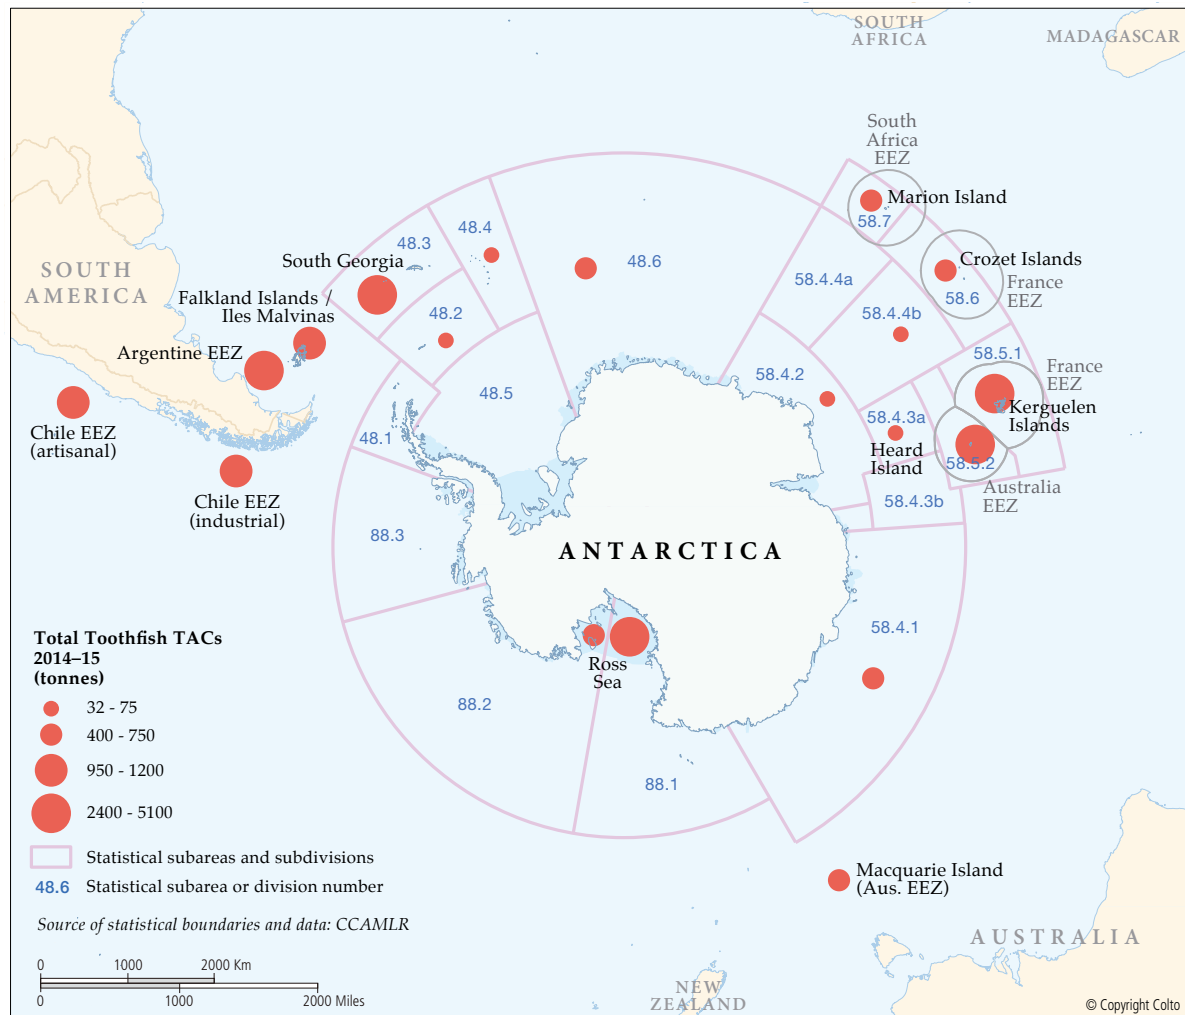 SOUTH
AFRICA
MADAGASCAR
South
Africa
EEZ
Marion Island
58.7
48.4
48.3
South Georgia
48.6
Crozet Islands
58.6
France
EEZ
58.4.4a
SOUTH
AMERICA
Falkland Islands /
Iles Malvinas
48.2
58.4.4b
Argentine EEZ
58.5.1
France
EEZ
58.4.2
48.5
Kerguelen
Islands
58.4.3a
Chile EEZ
(artisanal)
48.1
Heard
Island
58.5.2
Australia
EEZ
Chile EEZ
(industrial)
58.4.3b
88.3
ANTARCTICA
58.4.1
Ross
Sea
88.2
88.1
Total Toothfish TACs
2014–15
(tonnes)
32 - 75
400 - 750
950 - 1200
2400 - 5100
Statistical subareas and subdivisions
48.6 Statistical subarea or division number
Source of statistical boundaries and data: CCAMLR
Macquarie Island
(Aus. EEZ)
AUSTRALIA
0 1000 2000 Km
0 1000 2000 Miles
NEW
ZEALAND
© Copyright Colto